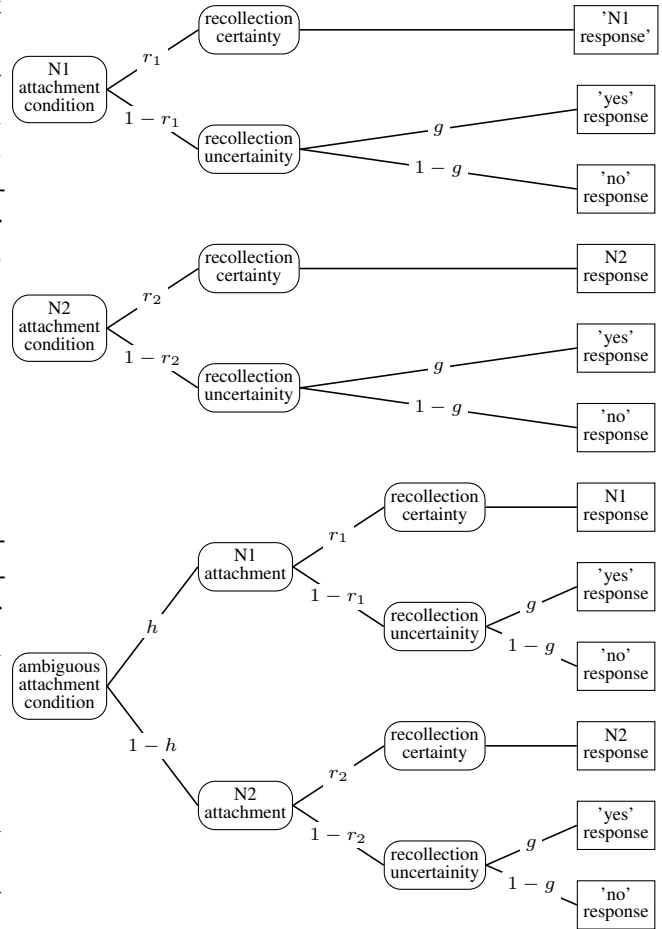 recollection
certainty
'N1
response'
N1
attachment
condition
r₁
1 − r₁
recollection
uncertainity
g
1 − g
'yes'
response
'no'
response
recollection
certainty
N2
response
N2
attachment
condition
r₂
1 − r₂
recollection
uncertainity
g
1 − g
'yes'
response
'no'
response
recollection
certainty
N1
response
N1
attachment
r₁
1 − r₁
recollection
uncertainity
g
1 − g
'yes'
response
'no'
response
h
ambiguous
attachment
condition
1 − h
recollection
certainty
N2
response
N2
attachment
r₂
1 − r₂
recollection
uncertainity
g
1 − g
'yes'
response
'no'
response